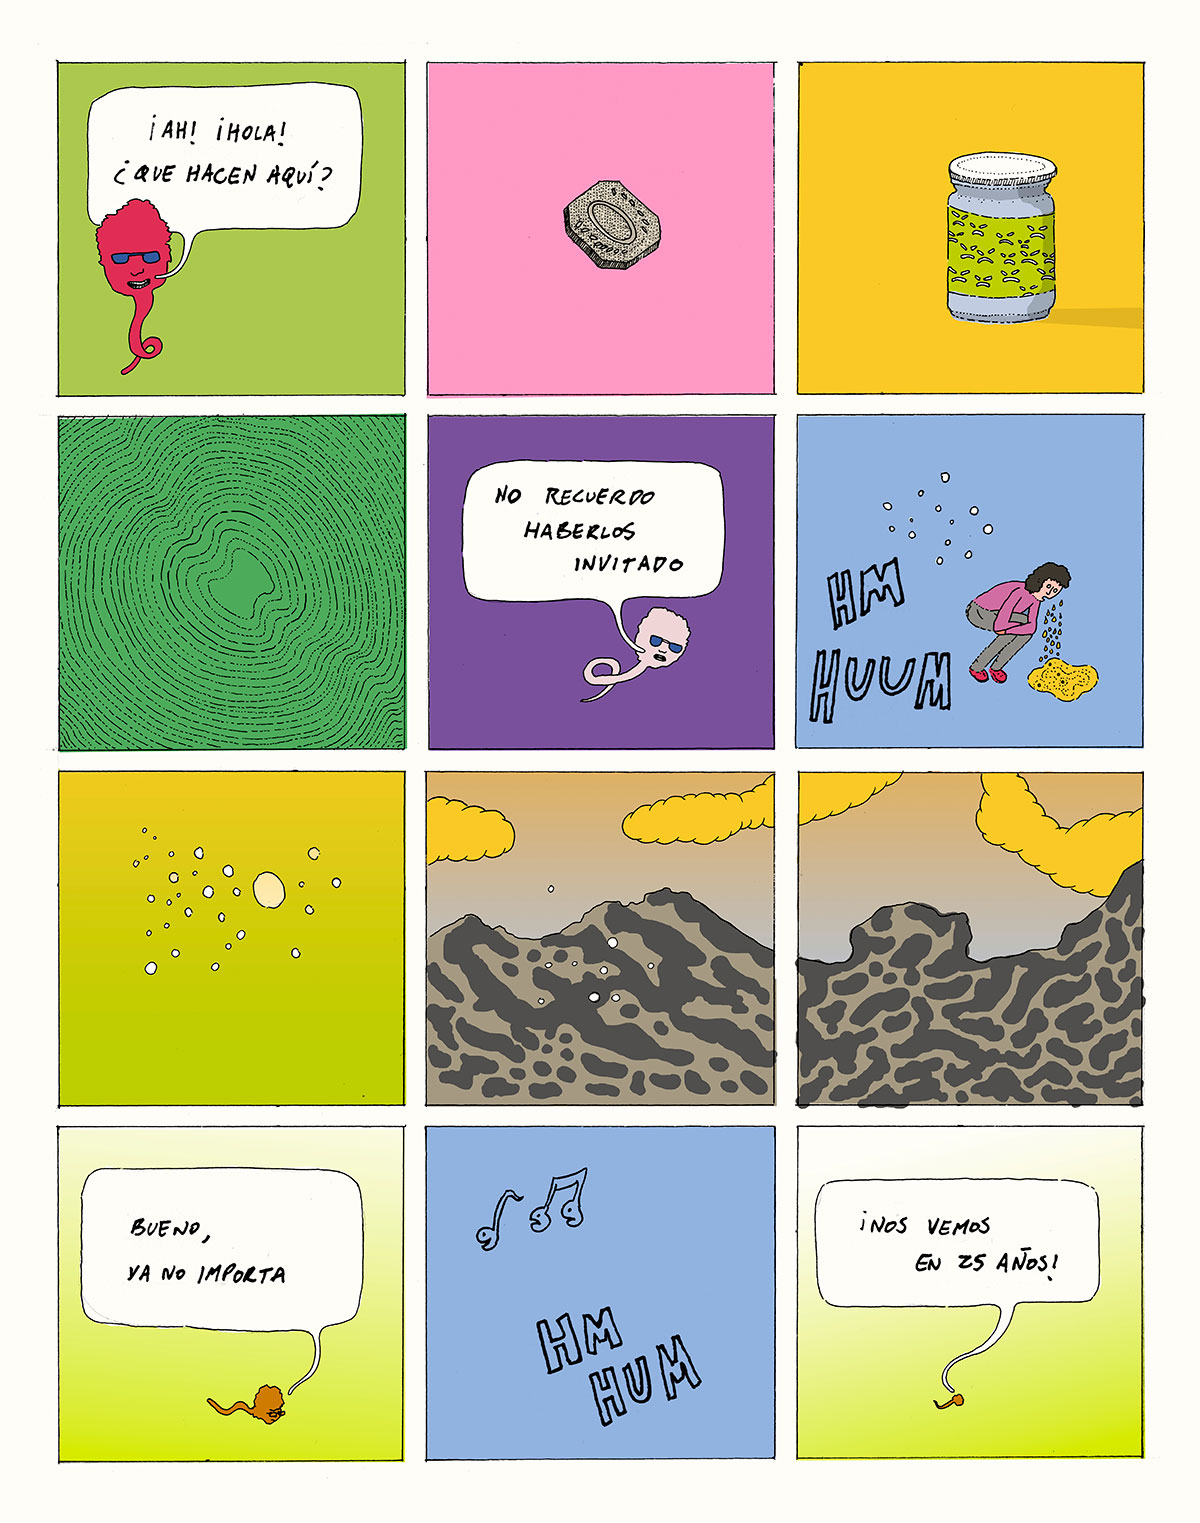 ¡AH! ¡HOLA!
¿QUE HACEN AQUÍ?
NO RECUERDO
HABERLOS
INVITADO
HM
HUUM
BUENO,
YA NO IMPORTA
HM
HUM
¡NOS VEMOS
EN 25 AÑOS!